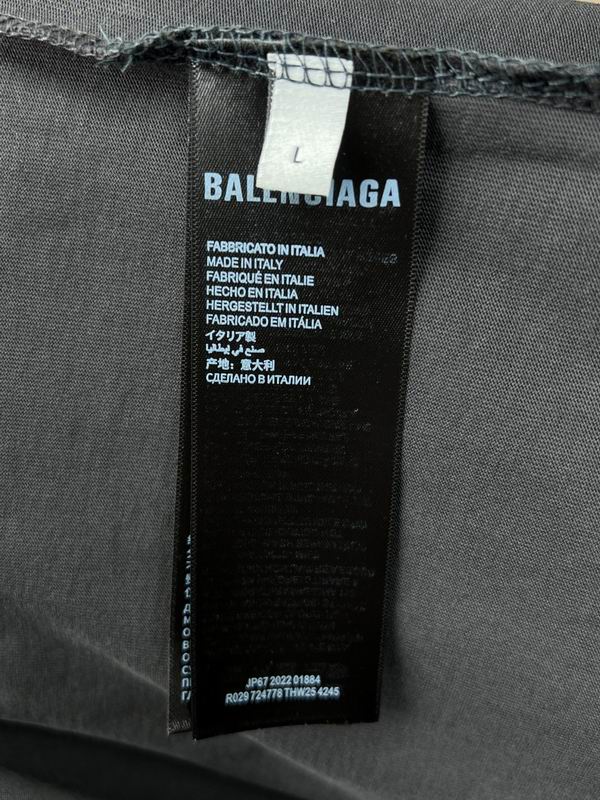 L
BALENCIAGA
FABBRICATO IN ITALIA
MADE IN ITALY
FABRIQUÉ EN ITALIE
HECHO EN ITALIA
HERGESTELLT IN ITALIEN
FABRICADO EM ITÁLIA
イタリア製
صنع في إيطاليا
产地：意大利
СДЕЛАНО В ИТАЛИИ
JP67 2022 01884
R029 724778 THW25 4245